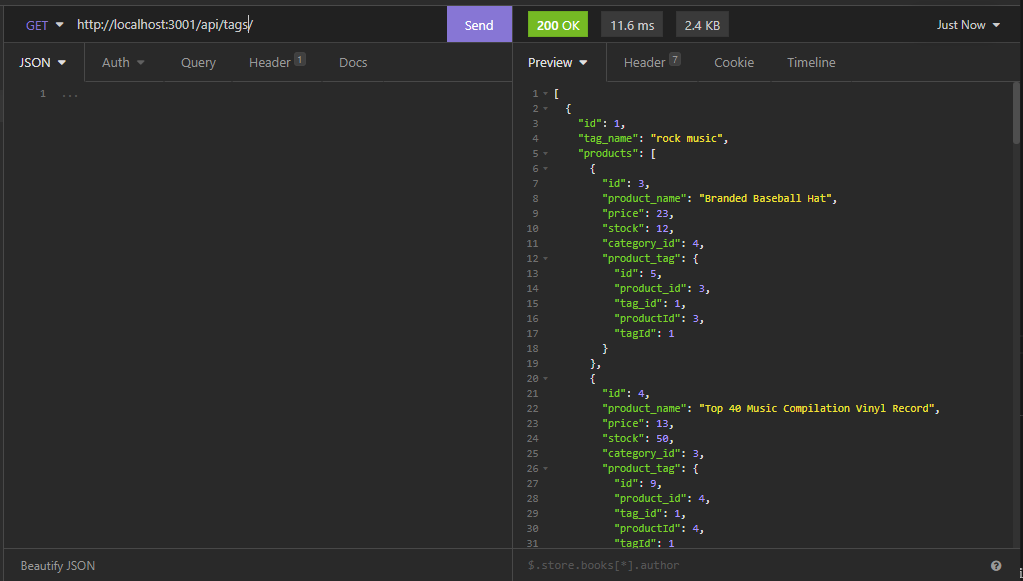 GET http://localhost:3001/api/tags/ Send 200 OK 11.6 ms 2.4 KB Just Now
JSON Auth Query Header 1 Docs Preview Header 7 Cookie Timeline
1 ...
1 [
2 {
3 "id": 1,
4 "tag_name": "rock music",
5 "products": [
6 {
7 "id": 3,
8 "product_name": "Branded Baseball Hat",
9 "price": 23,
10 "stock": 12,
11 "category_id": 4,
12 "product_tag": {
13 "id": 5,
14 "product_id": 3,
15 "tag_id": 1,
16 "productId": 3,
17 "tagId": 1
18 }
19 },
20 {
21 "id": 4,
22 "product_name": "Top 40 Music Compilation Vinyl Record",
23 "price": 13,
24 "stock": 50,
25 "category_id": 3,
26 "product_tag": {
27 "id": 9,
28 "product_id": 4,
29 "tag_id": 1,
30 "productId": 4,
31 "tagId": 1
Beautify JSON $.store.books[*].author ?